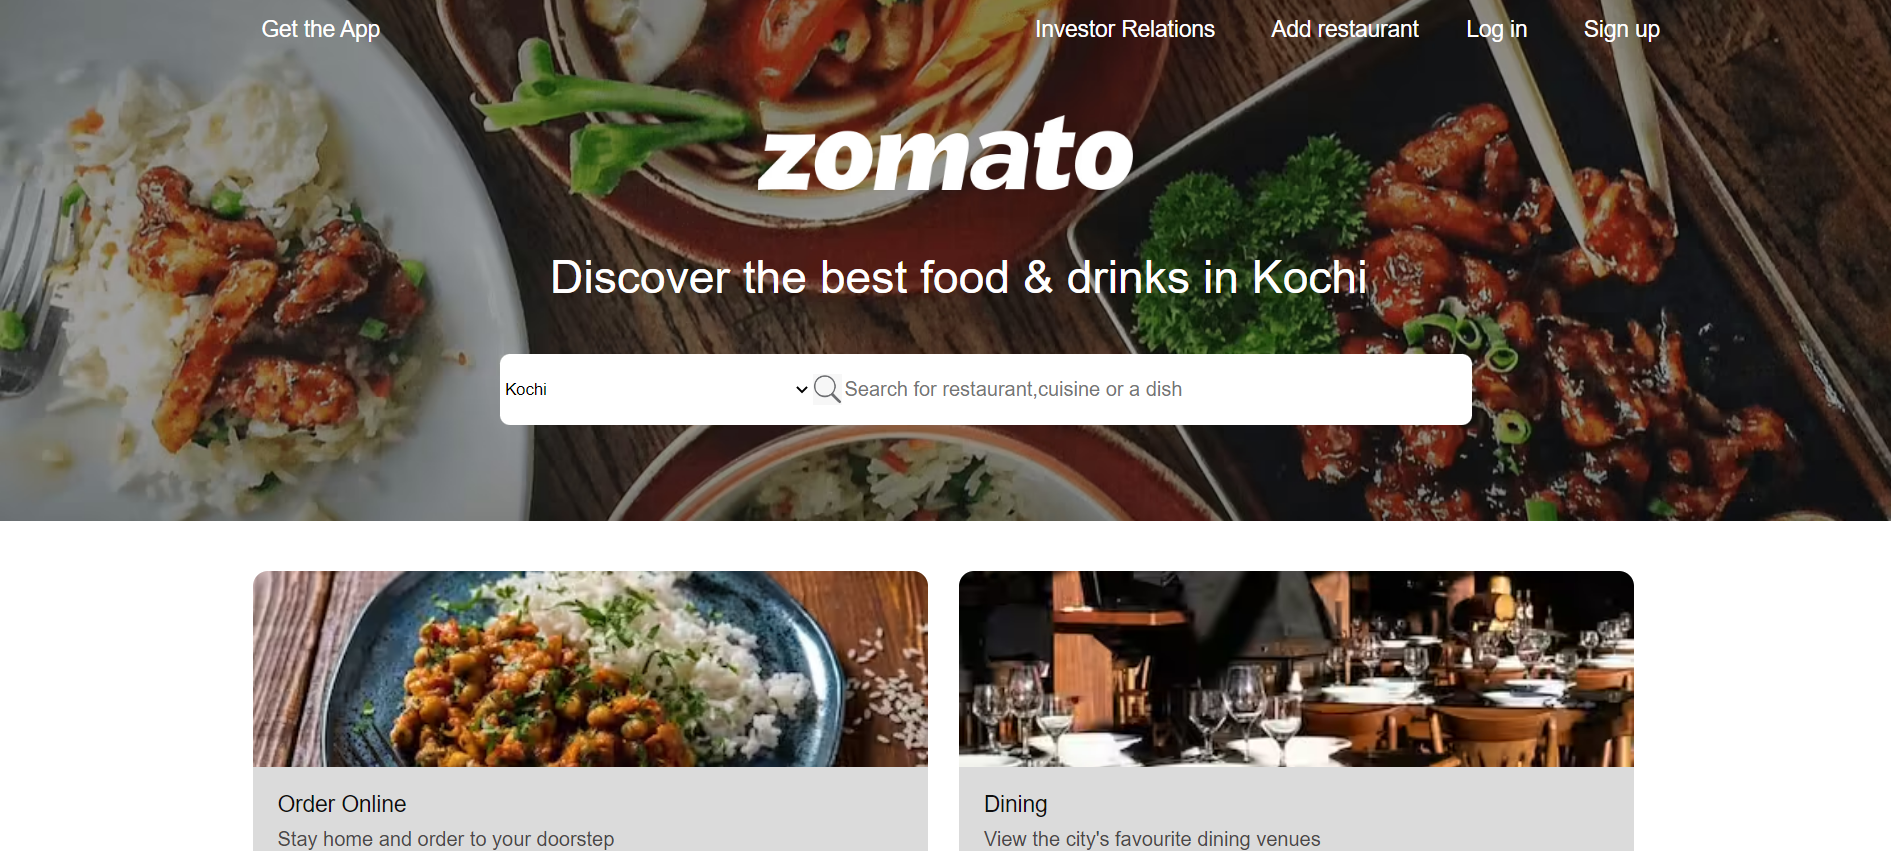 Get the App Investor Relations Add restaurant Log in Sign up
zomato
Discover the best food & drinks in Kochi
Kochi Search for restaurant,cuisine or a dish
Order Online
Stay home and order to your doorstep
Dining
View the city's favourite dining venues